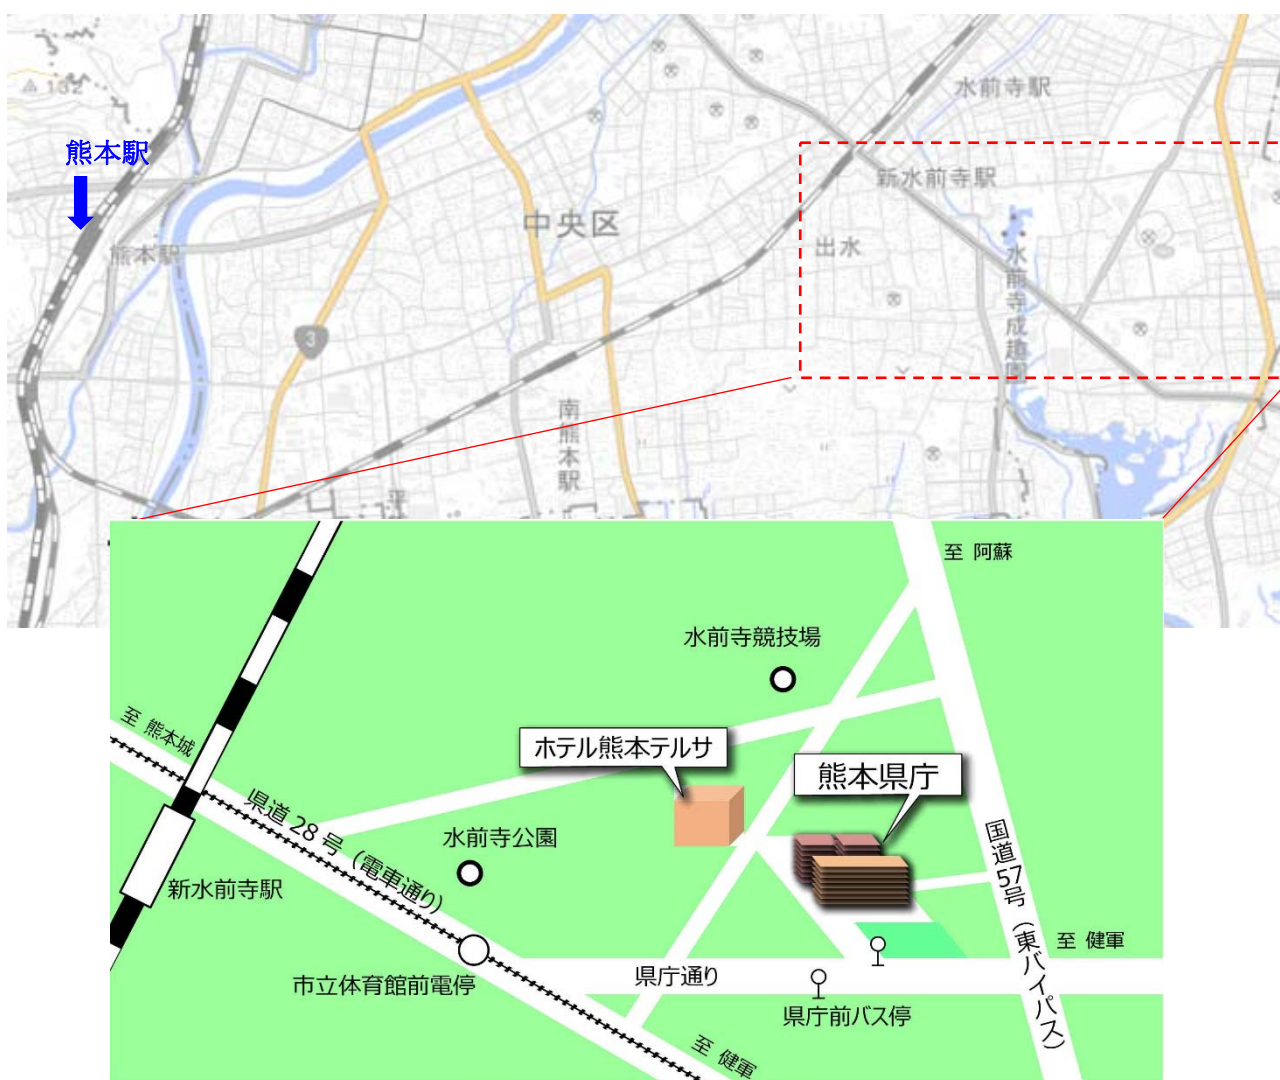 132
水前寺駅
熊本駅
新水前寺駅
中央区
出水
熊本駅
水前寺成趣園
3
南熊本駅
平
至 阿蘇
水前寺競技場
至 熊本城
ホテル熊本テルサ
熊本県庁
県道 28 号 (電車通り)
水前寺公園
国道57号 (東バイパス)
新水前寺駅
至 健軍
県庁通り
市立体育館前電停
県庁前バス停
至 健軍